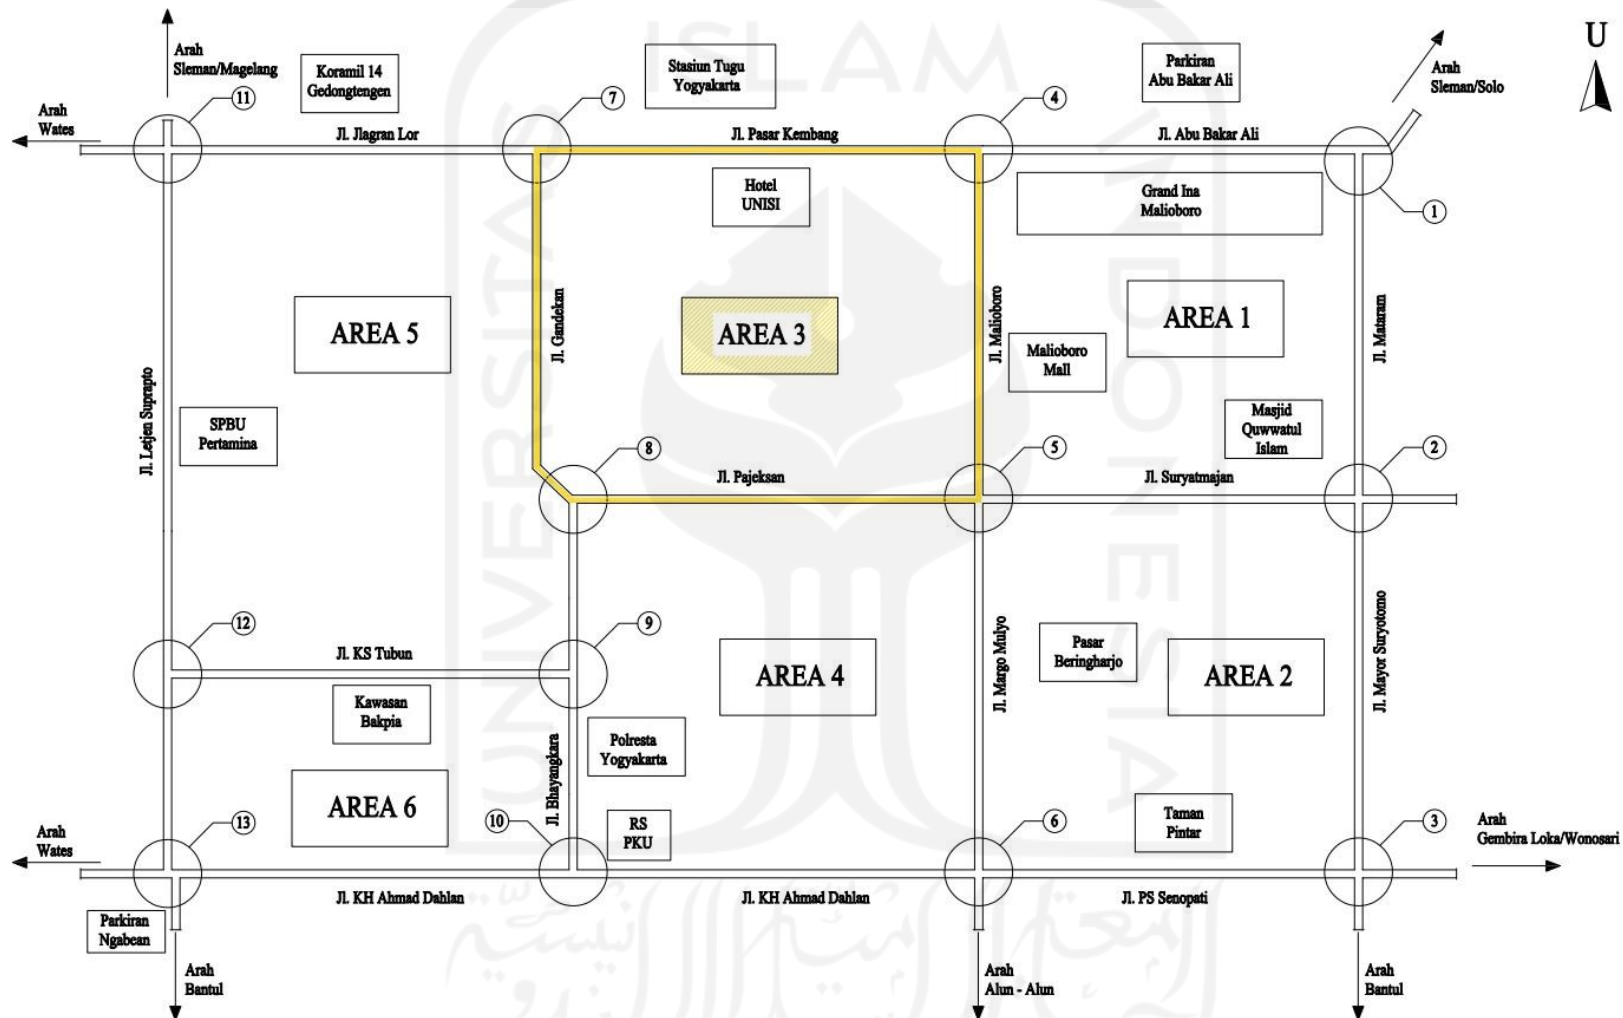 ISLAM
UNIVERSITAS
INDONESIA
U
Arah
Sleman/Magelang
Koramil 14
Gedongtengen
Stasiun Tugu
Yogyakarta
Parkiran
Abu Bakar Ali
Arah
Sleman/Solo
Arah
Wates
11
7
4
Jl. Jlagran Lor
Jl. Pasar Kembang
Jl. Abu Bakar Ali
Hotel
UNISI
Grand Ina
Malioboro
1
AREA 5
Jl. Gandekan
AREA 3
Jl. Malioboro
AREA 1
Jl. Mataram
Malioboro
Mall
Jl. Letjen Suprapto
SPBU
Pertamina
Masjid
Quwwatul
Islam
8
5
2
Jl. Pajeksan
Jl. Suryatmajan
12
9
Jl. KS Tubun
AREA 4
Jl. Margo Mulyo
Pasar
Beringharjo
AREA 2
Jl. Mayor Suryotomo
Kawasan
Bakpia
Jl. Bhayangkara
Polresta
Yogyakarta
AREA 6
13
10
RS
PKU
6
Taman
Pintar
3
Arah
Wates
Arah
Gembira Loka/Wonosari
Jl. KH Ahmad Dahlan
Jl. KH Ahmad Dahlan
Jl. PS Senopati
Parkiran
Ngabean
Arah
Bantul
Arah
Alun - Alun
Arah
Bantul